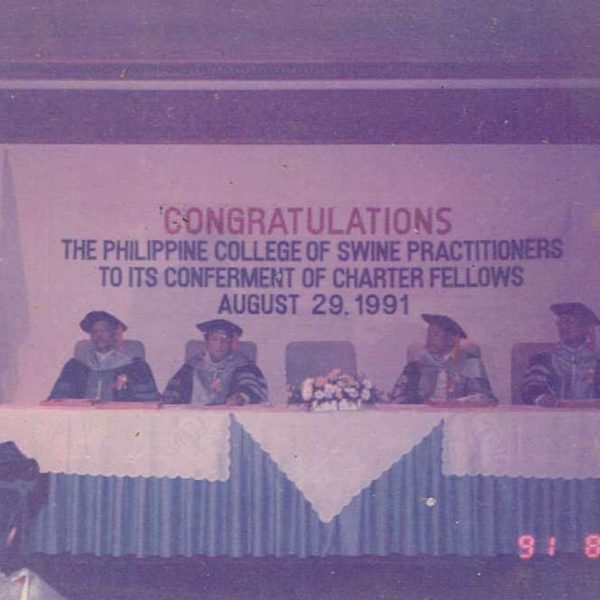 CONGRATULATIONS
THE PHILIPPINE COLLEGE OF SWINE PRACTITIONERS
TO ITS CONFERMENT OF CHARTER FELLOWS
AUGUST 29. 1991
91 8